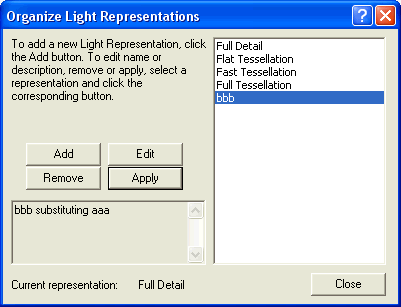 Organize Light Representations
To add a new Light Representation, click
the Add button. To edit name or
description, remove or apply, select a
representation and click the
corresponding button.
Add
Edit
Remove
Apply
bbb substituting aaa
Full Detail
Flat Tessellation
Fast Tessellation
Full Tessellation
bbb
Current representation: Full Detail
Close